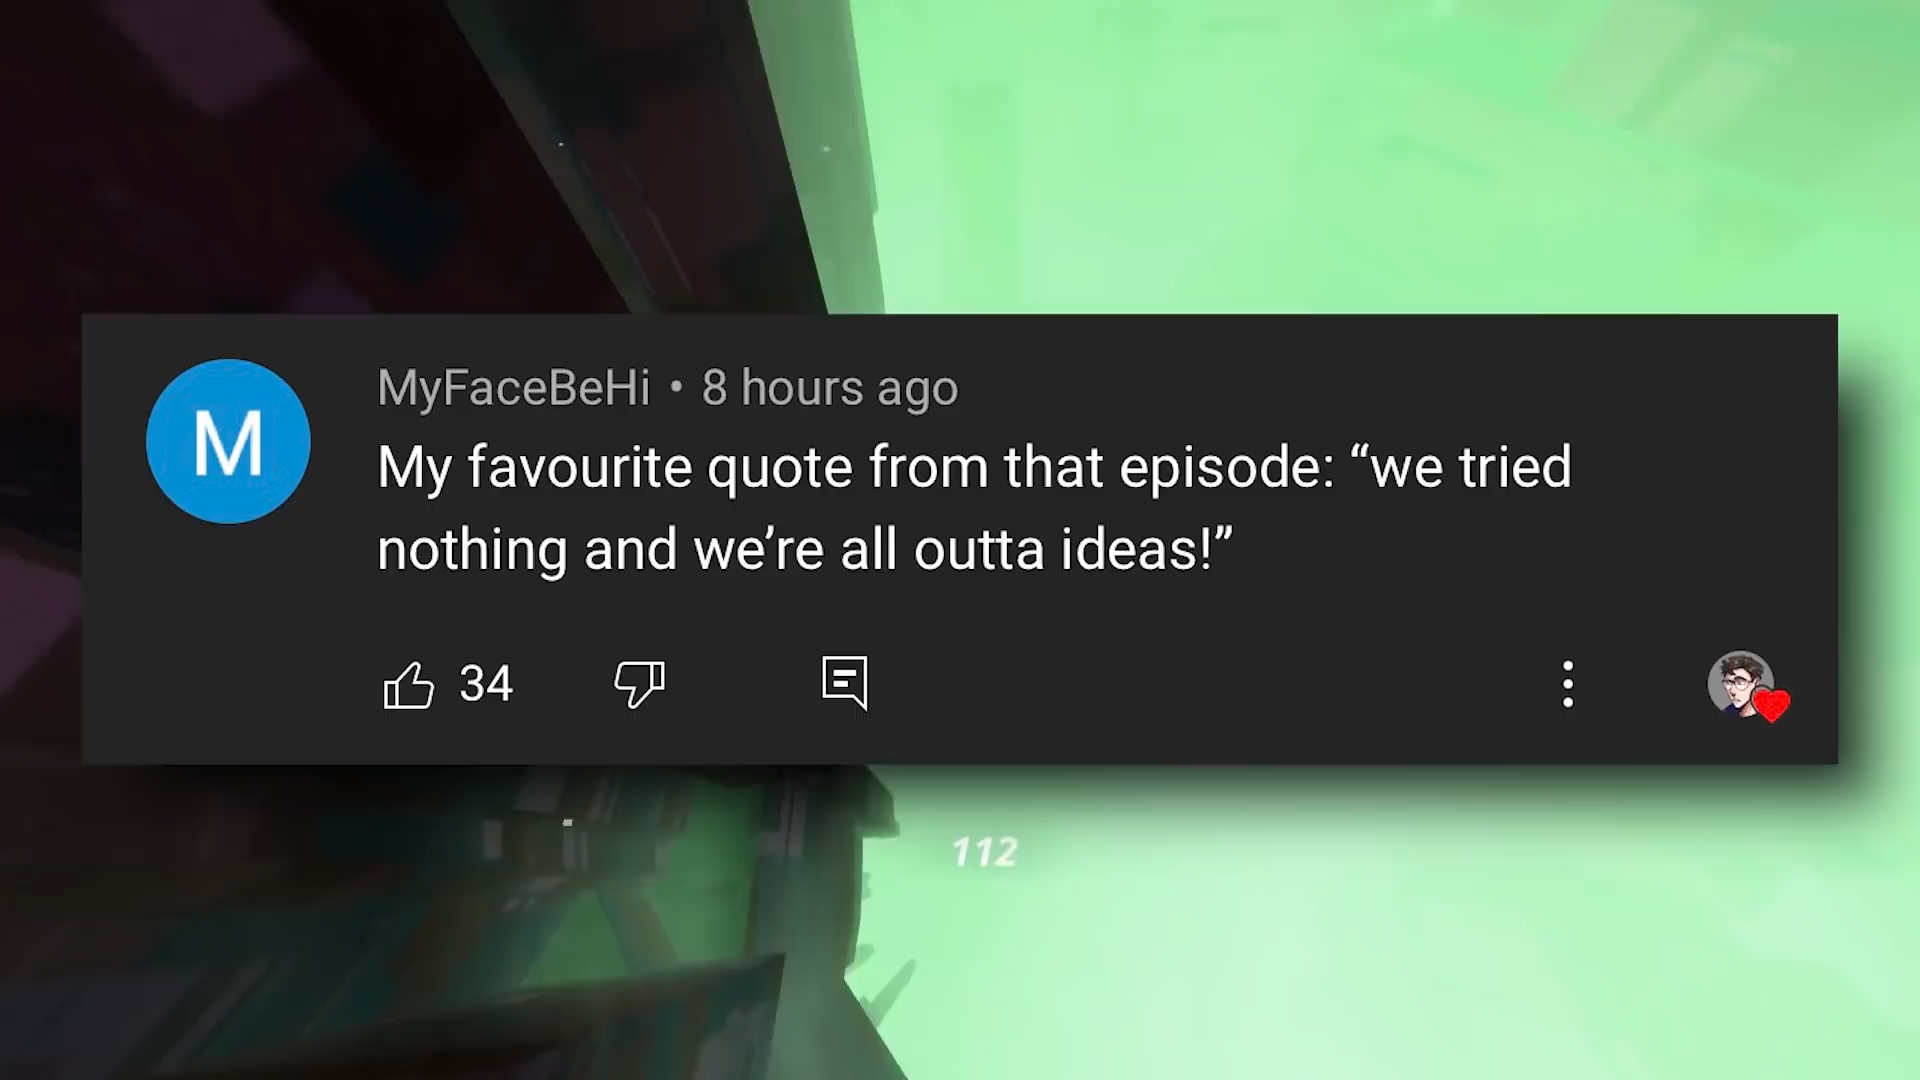 M
MyFaceBeHi • 8 hours ago
My favourite quote from that episode: “we tried
nothing and we’re all outta ideas!”
34
112